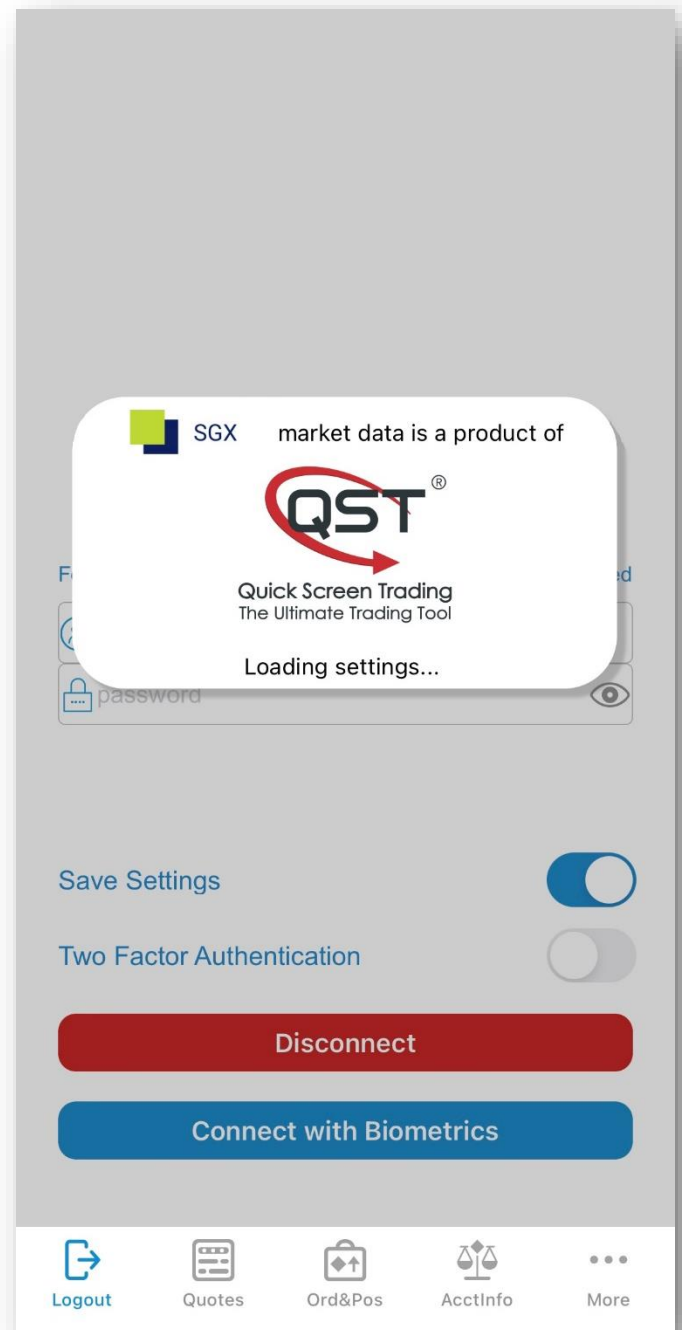 SGX market data is a product of
QST®
Quick Screen Trading
The Ultimate Trading Tool
Loading settings...
password
Save Settings
Two Factor Authentication
Disconnect
Connect with Biometrics
Logout Quotes Ord&Pos AcctInfo More